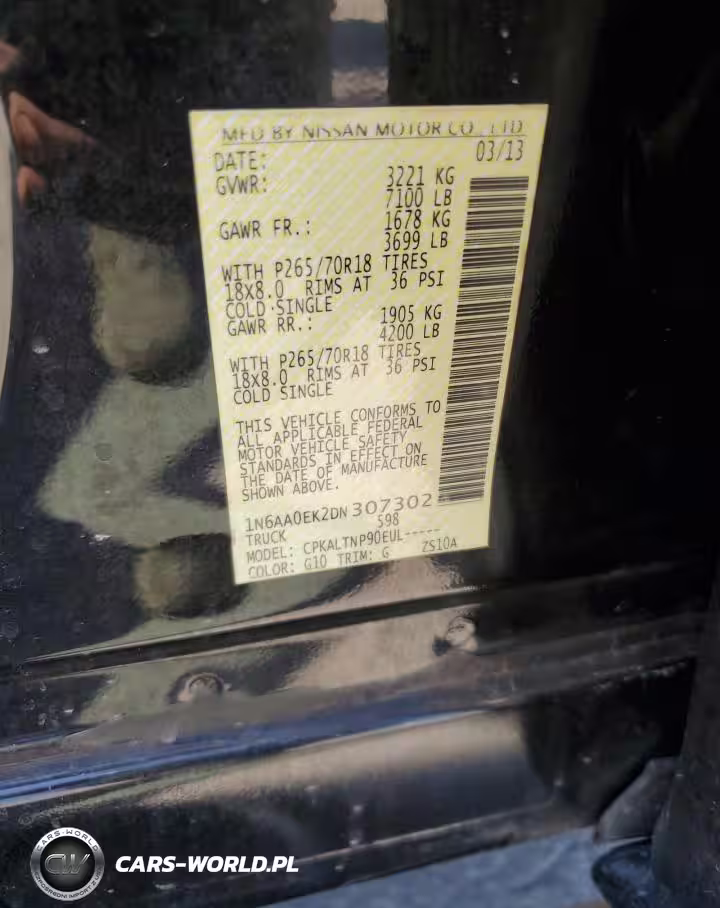 MFD BY NISSAN MOTOR CO., LTD
DATE: 03/13
GVWR: 3221 KG
7100 LB
GAWR FR.: 1678 KG
3699 LB
WITH P265/70R18 TIRES
18X8.0 RIMS AT 36 PSI
COLD SINGLE
GAWR RR.: 1905 KG
4200 LB
WITH P265/70R18 TIRES
18X8.0 RIMS AT 36 PSI
COLD SINGLE
THIS VEHICLE CONFORMS TO
ALL APPLICABLE FEDERAL
MOTOR VEHICLE SAFETY
STANDARDS IN EFFECT ON
THE DATE OF MANUFACTURE
SHOWN ABOVE.
1N6AA0EK2DN307302
TRUCK 598
MODEL: CPKALTNP90EUL-----
COLOR: G10 TRIM: G ZS10A
CARS-WORLD
CW
CARS-WORLD.PL